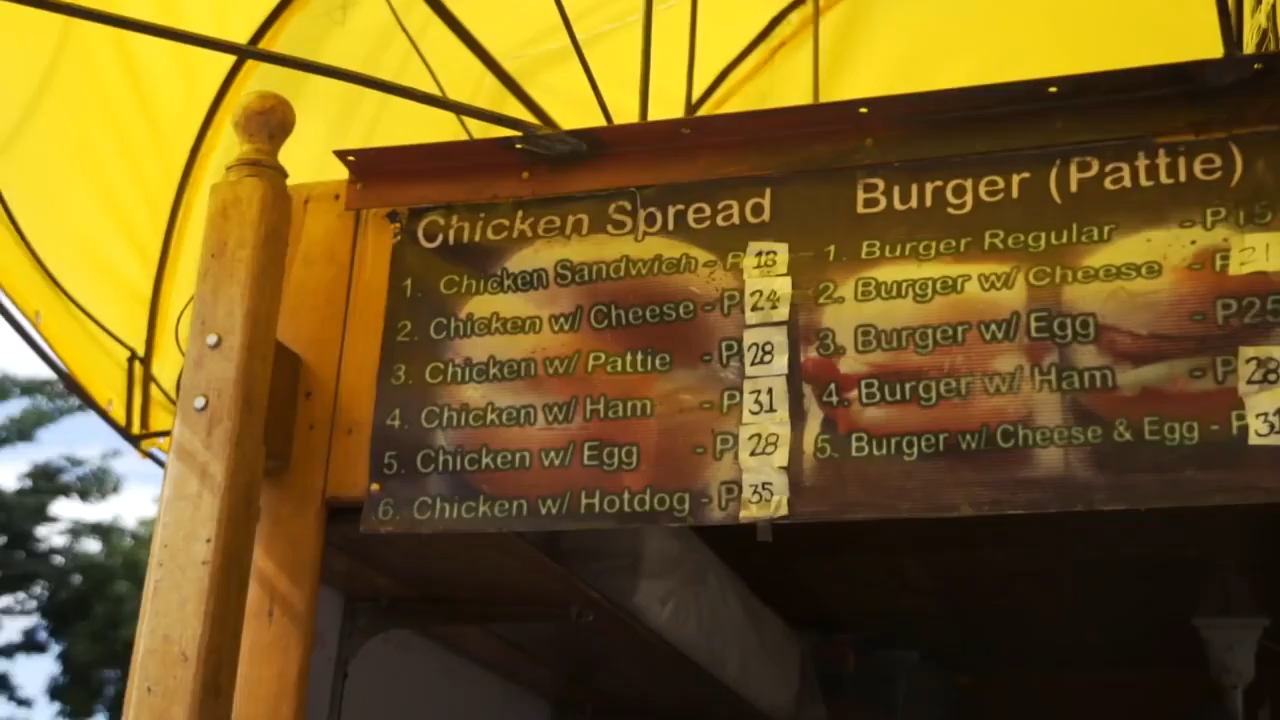 Chicken Spread
1. Chicken Sandwich - P 18
2. Chicken w/ Cheese - P 24
3. Chicken w/ Pattie - P 28
4. Chicken w/ Ham - P 31
5. Chicken w/ Egg - P 28
6. Chicken w/ Hotdog - P 35
Burger (Pattie)
1. Burger Regular - P15
2. Burger w/ Cheese - P 21
3. Burger w/ Egg - P25
4. Burger w/ Ham - P 28
5. Burger w/ Cheese & Egg - P 31